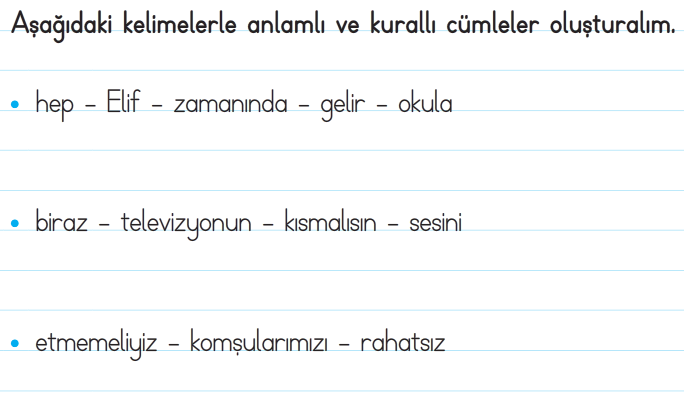 Aşağıdaki kelimelerle anlamlı ve kurallı cümleler oluşturalım.
• hep – Elif – zamanında – gelir – okula
• biraz – televizyonun – kısmalısın – sesini
• etmemeliyiz – komşularımızı – rahatsız